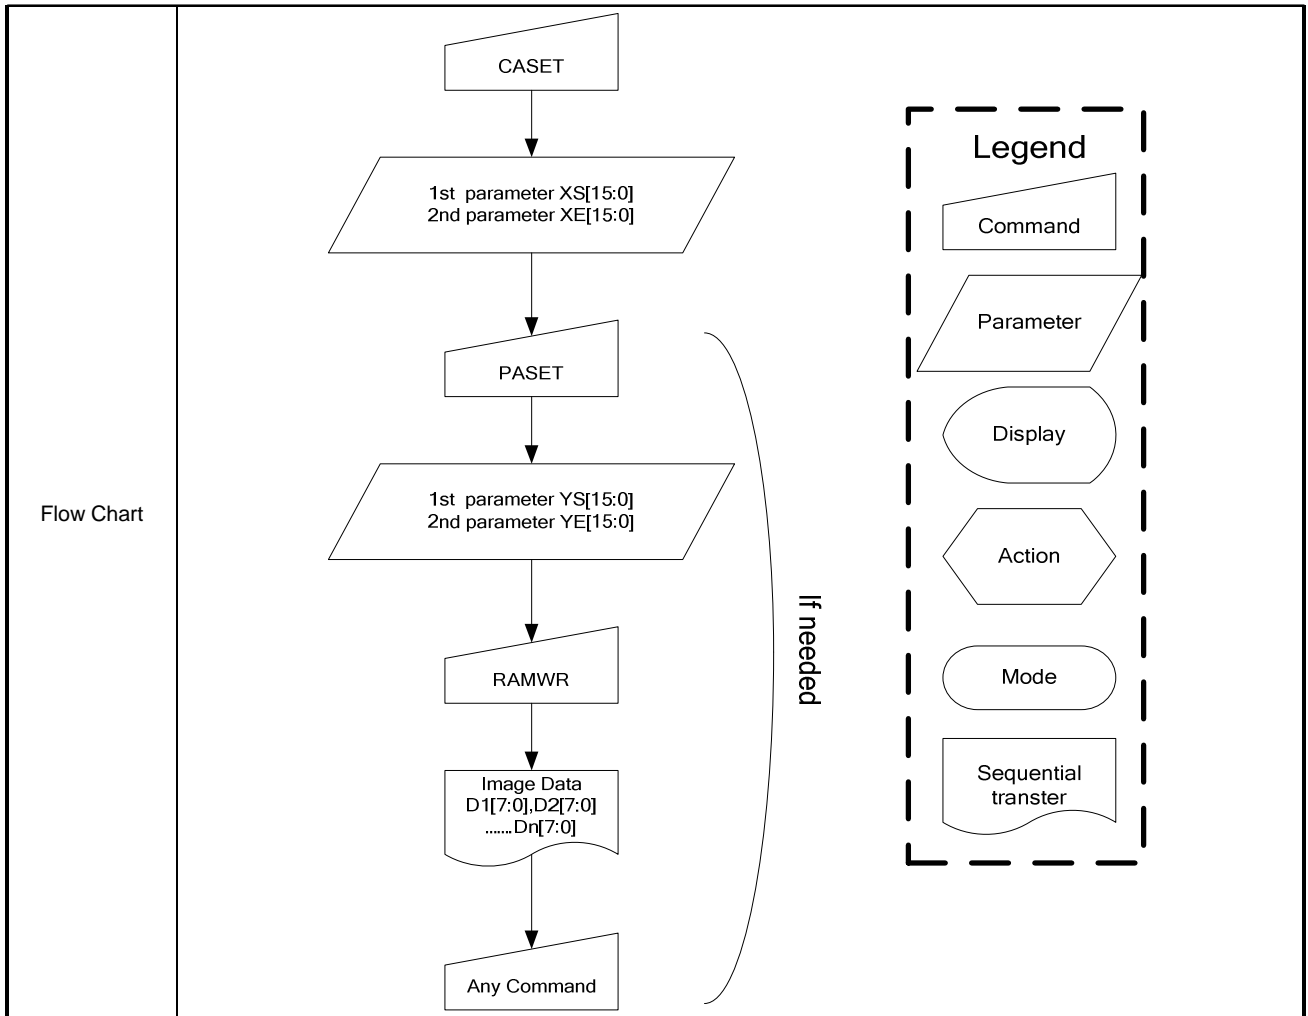 Flow Chart
CASET
1st  parameter XS[15:0]
2nd parameter XE[15:0]
PASET
1st  parameter YS[15:0]
2nd parameter YE[15:0]
RAMWR
Image Data
D1[7:0],D2[7:0]
.......Dn[7:0]
Any Command
If needed
Legend
Command
Parameter
Display
Action
Mode
Sequential
transter